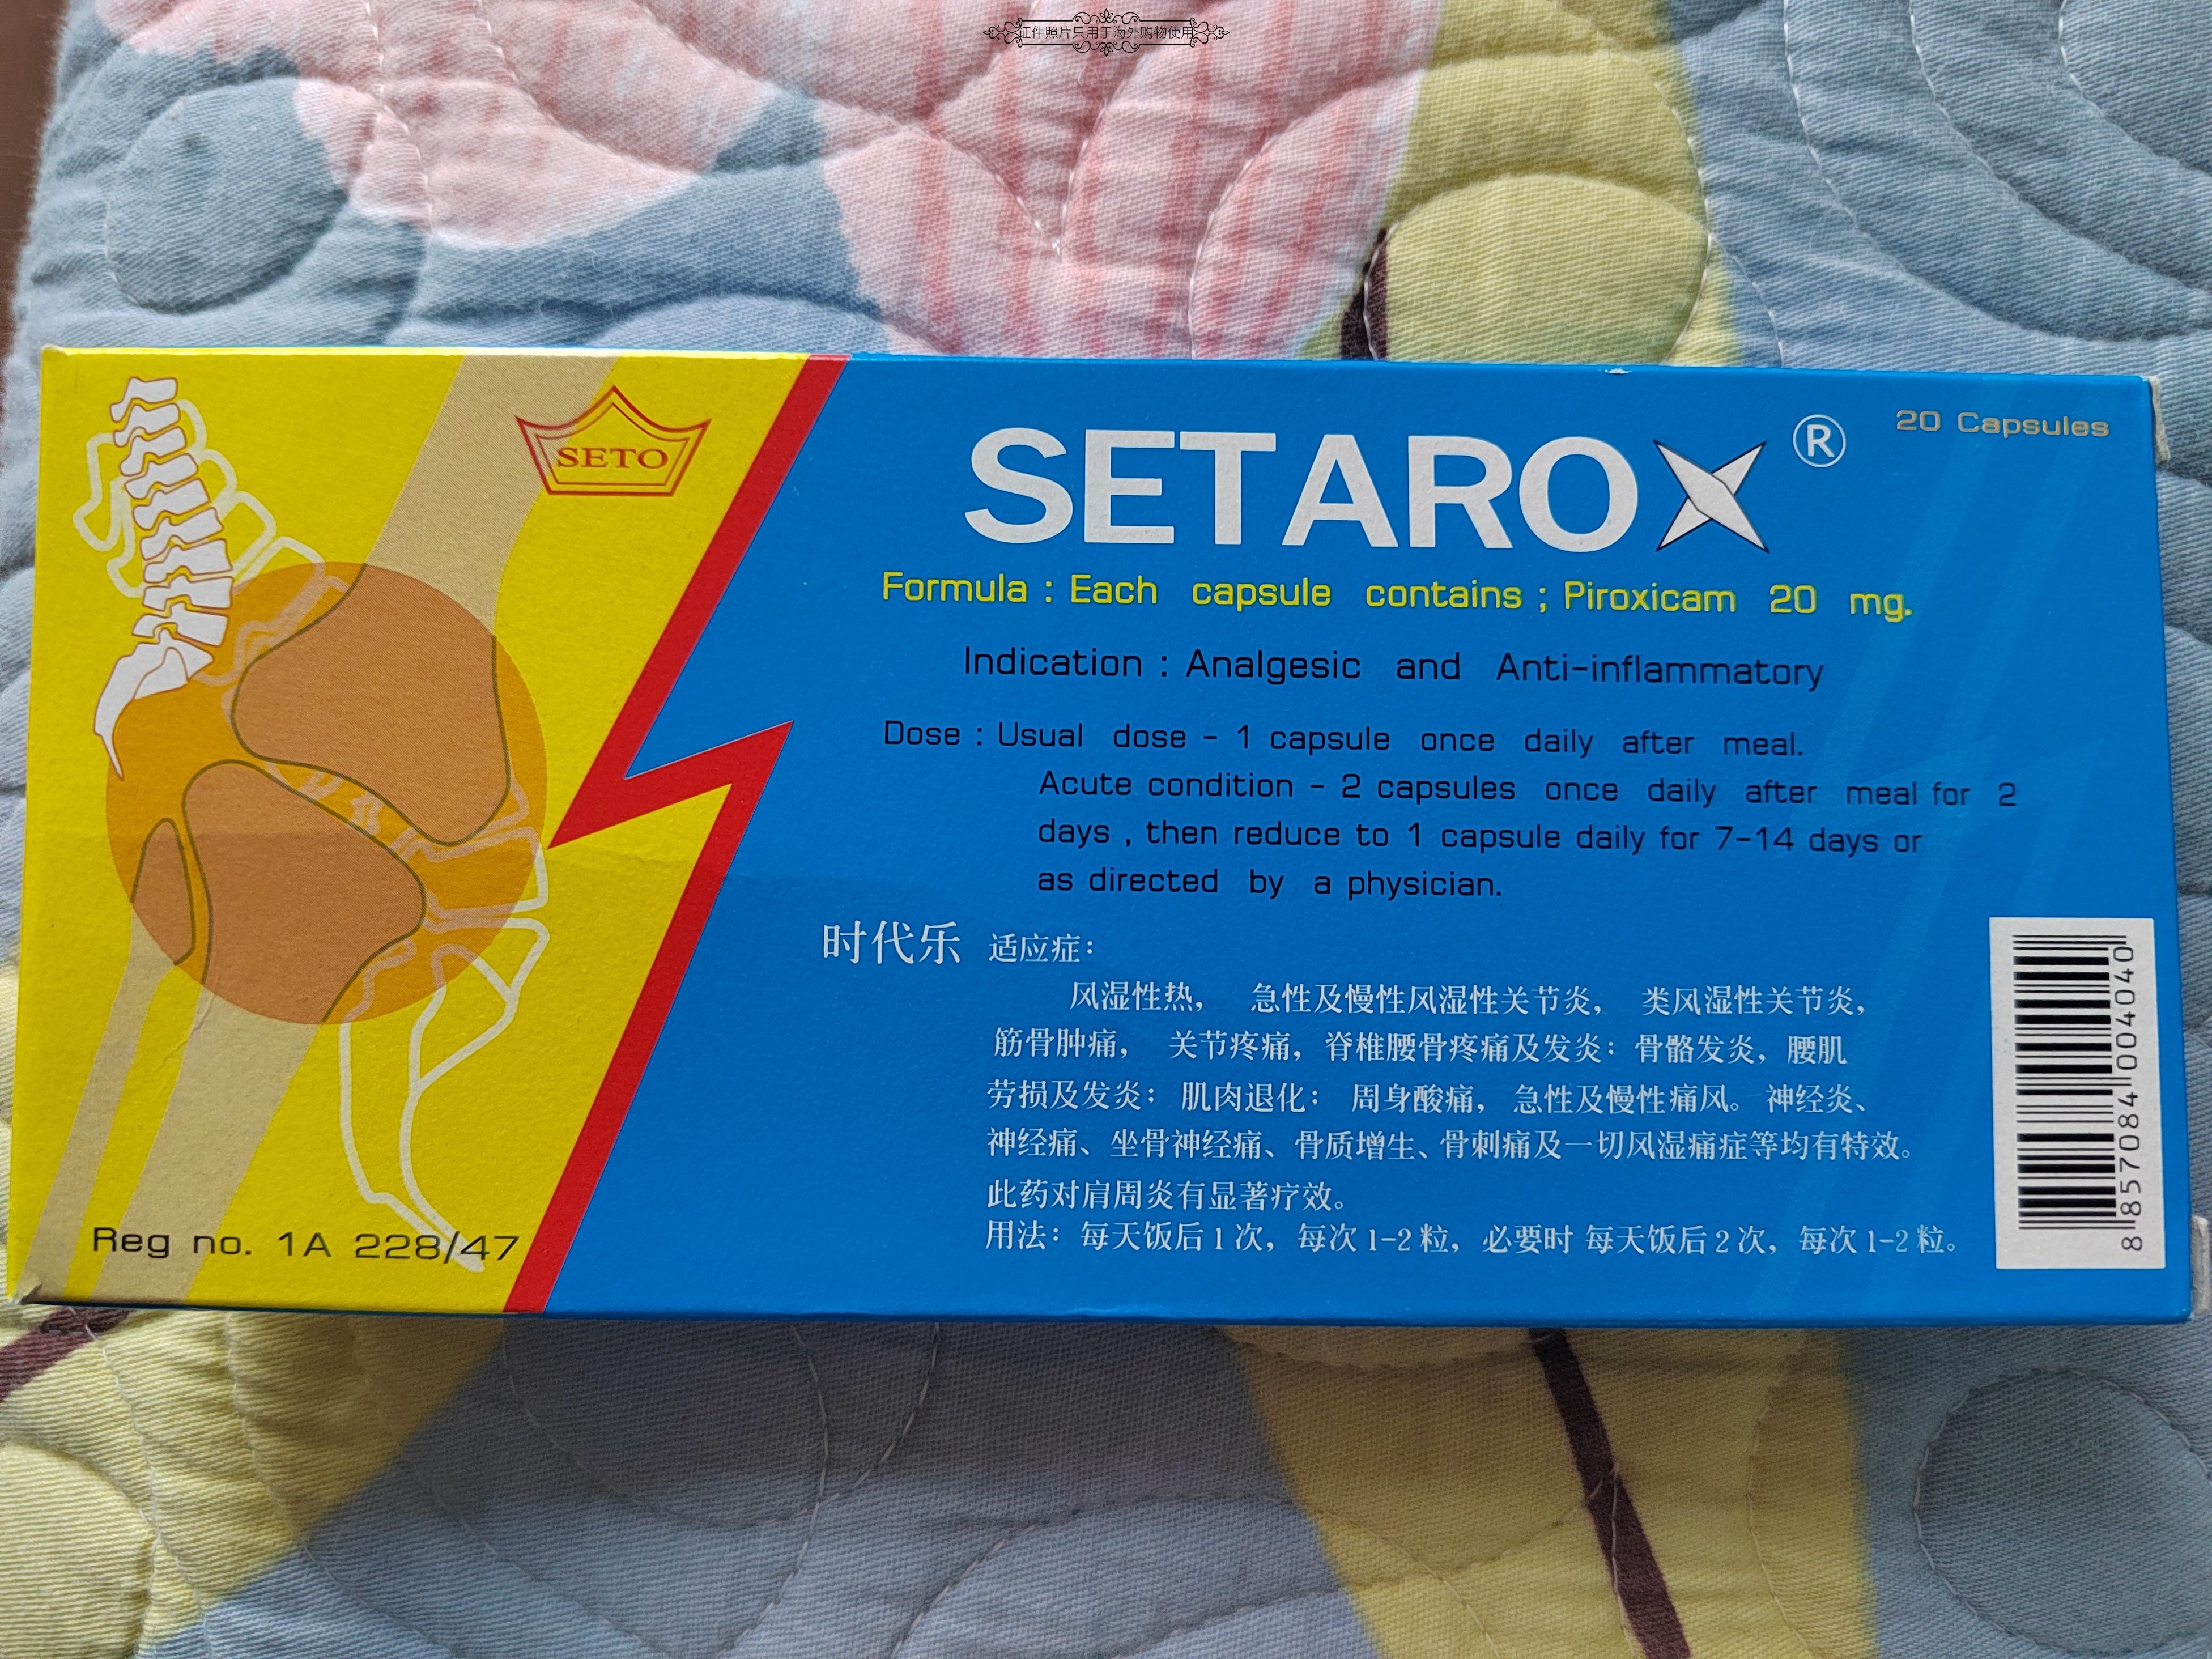 证件照片只用于海外购物使用
SETO
SETAROX®
20 Capsules
Formula : Each capsule contains ; Piroxicam 20 mg.
Indication : Analgesic and Anti-inflammatory
Dose : Usual dose - 1 capsule once daily after meal.
Acute condition - 2 capsules once daily after meal for 2
days , then reduce to 1 capsule daily for 7-14 days or
as directed by a physician.
时代乐 适应症：
风湿性热， 急性及慢性风湿性关节炎， 类风湿性关节炎，
筋骨肿痛， 关节疼痛，脊椎腰骨疼痛及发炎：骨骼发炎，腰肌
劳损及发炎； 肌肉退化： 周身酸痛， 急性及慢性痛风。 神经炎、
神经痛、坐骨神经痛、骨质增生、骨刺痛及一切风湿痛症等均有特效。
此药对肩周炎有显著疗效。
用法：每天饭后1次，每次1-2粒，必要时 每天饭后2次，每次1-2粒。
Reg no. 1A 228/47
8857084004040